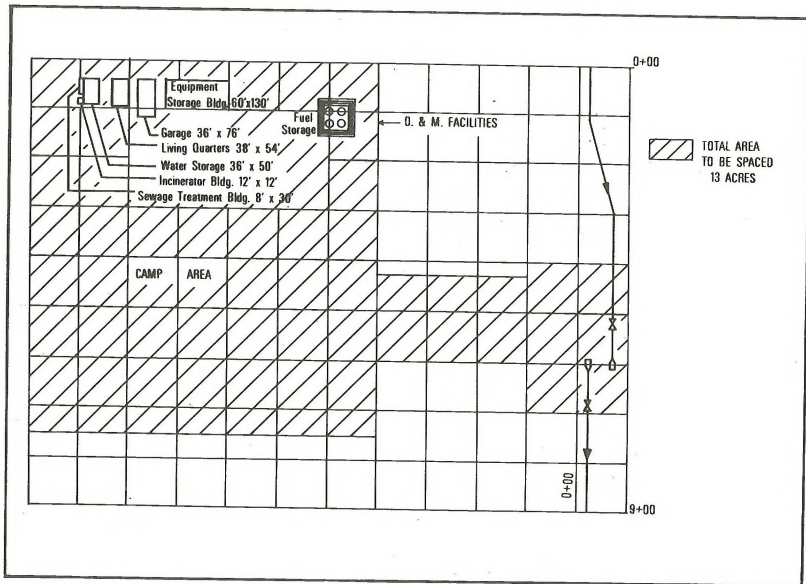 0+00
Equipment
Storage Bldg. 60'x130'
Fuel
Storage
O. & M. FACILITIES
Garage 36' x 76'
Living Quarters 38' x 54'
Water Storage 36' x 50'
Incinerator Bldg. 12' x 12'
Sewage Treatment Bldg. 8' x 30'
TOTAL AREA
TO BE SPACED
13 ACRES
CAMP AREA
0+00
9+00